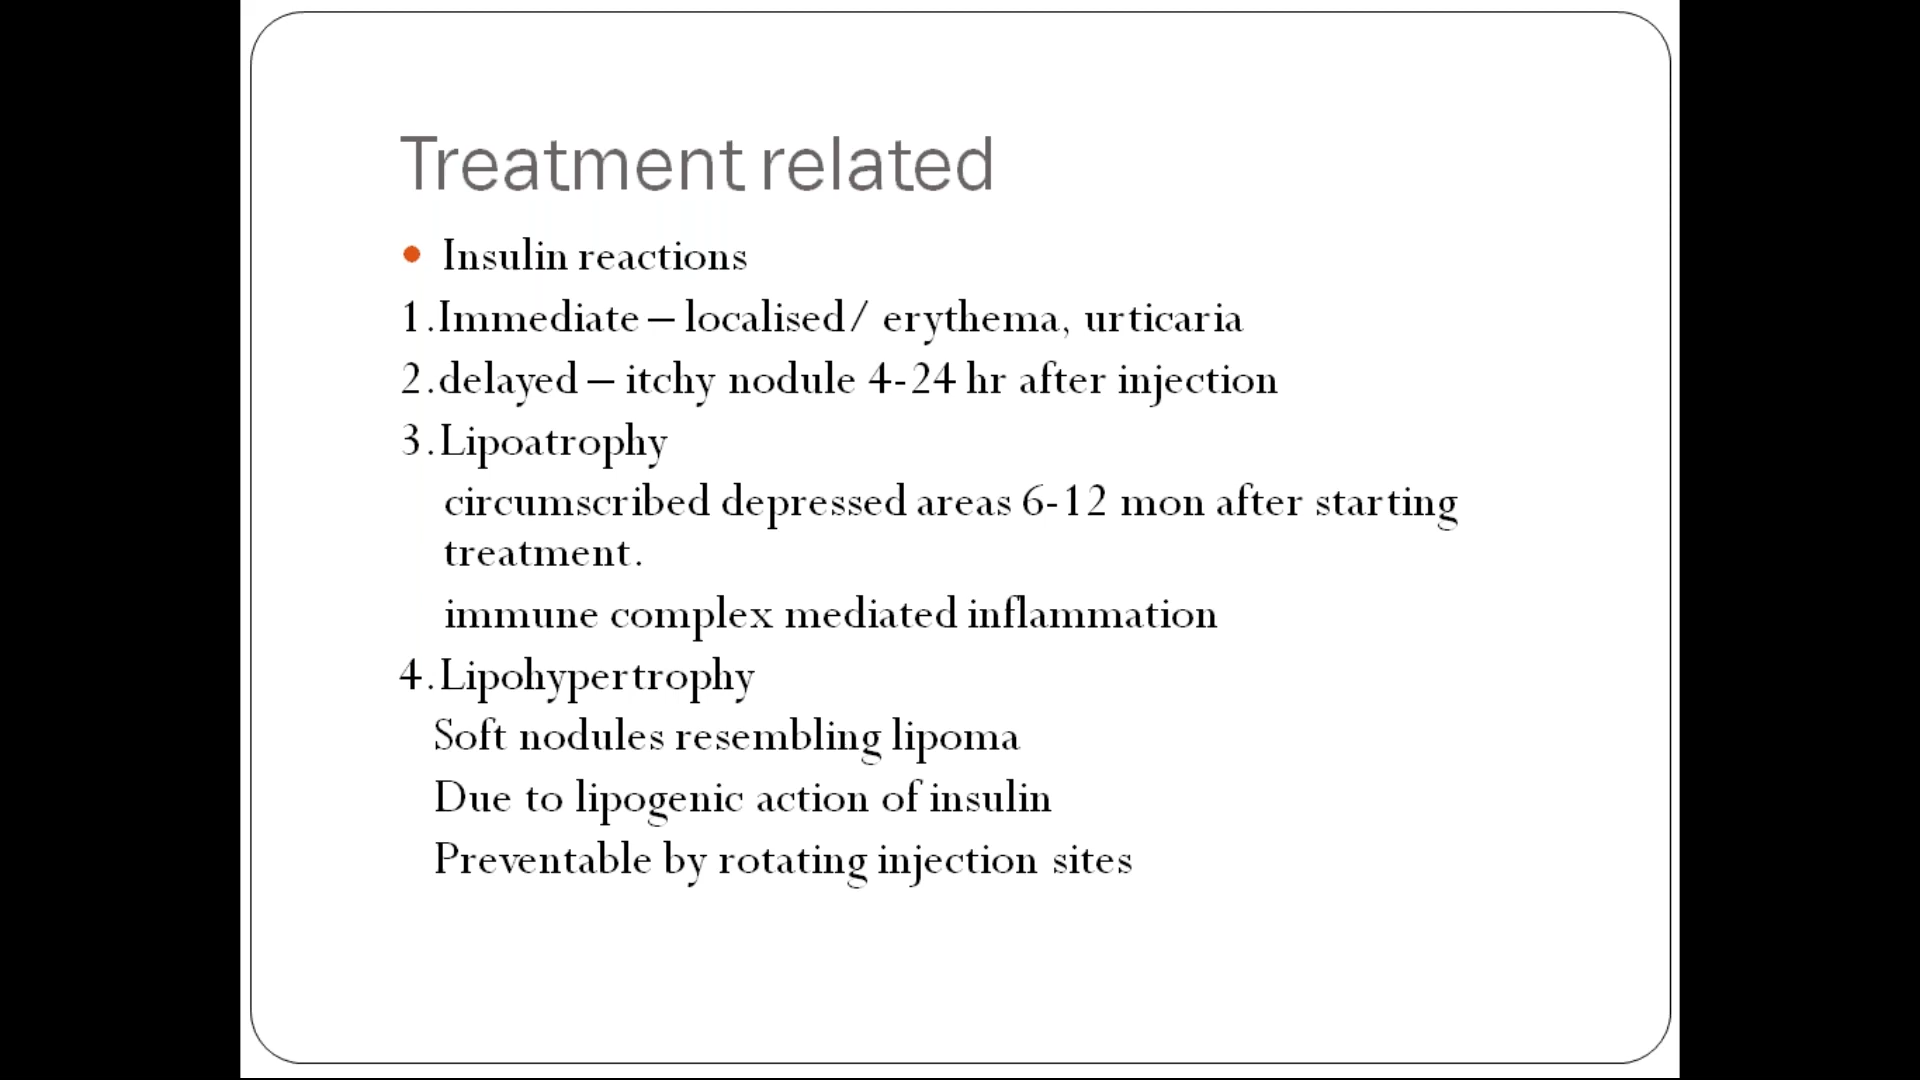 Treatment related
• Insulin reactions
1.Immediate – localised/ erythema, urticaria
2.delayed – itchy nodule 4-24 hr after injection
3.Lipoatrophy
circumscribed depressed areas 6-12 mon after starting
treatment.
immune complex mediated inflammation
4.Lipohypertrophy
Soft nodules resembling lipoma
Due to lipogenic action of insulin
Preventable by rotating injection sites